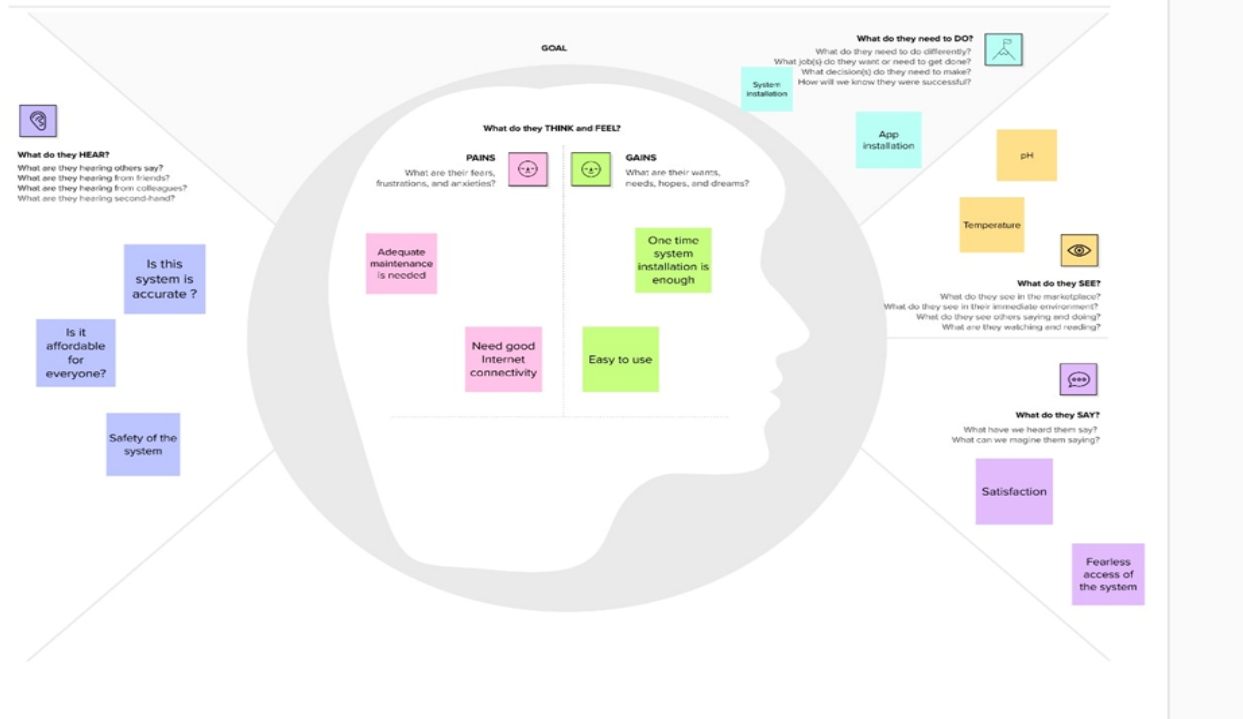 GOAL
What do they need to DO?
What do they need to do differently?
What job(s) do they want or need to get done?
What decision(s) do they need to make?
How will we know they were successful?
System
installation
App
installation
What do they HEAR?
What are they hearing others say?
What are they hearing from friends?
What are they hearing from colleagues?
What are they hearing second-hand?
Is this
system is
accurate ?
Is it
affordable
for
everyone?
Safety of the
system
What do they THINK and FEEL?
PAINS
What are their fears,
frustrations, and anxieties?
Adequate
maintenance
is needed
Need good
Internet
connectivity
GAINS
What are their wants,
needs, hopes, and dreams?
One time
system
installation is
enough
Easy to use
pH
Temperature
What do they SEE?
What do they see in the marketplace?
What do they see in their immediate environment?
What do they see others saying and doing?
What are they watching and reading?
What do they SAY?
What have we heard them say?
What can we magine them saying?
Satisfaction
Fearless
access of
the system